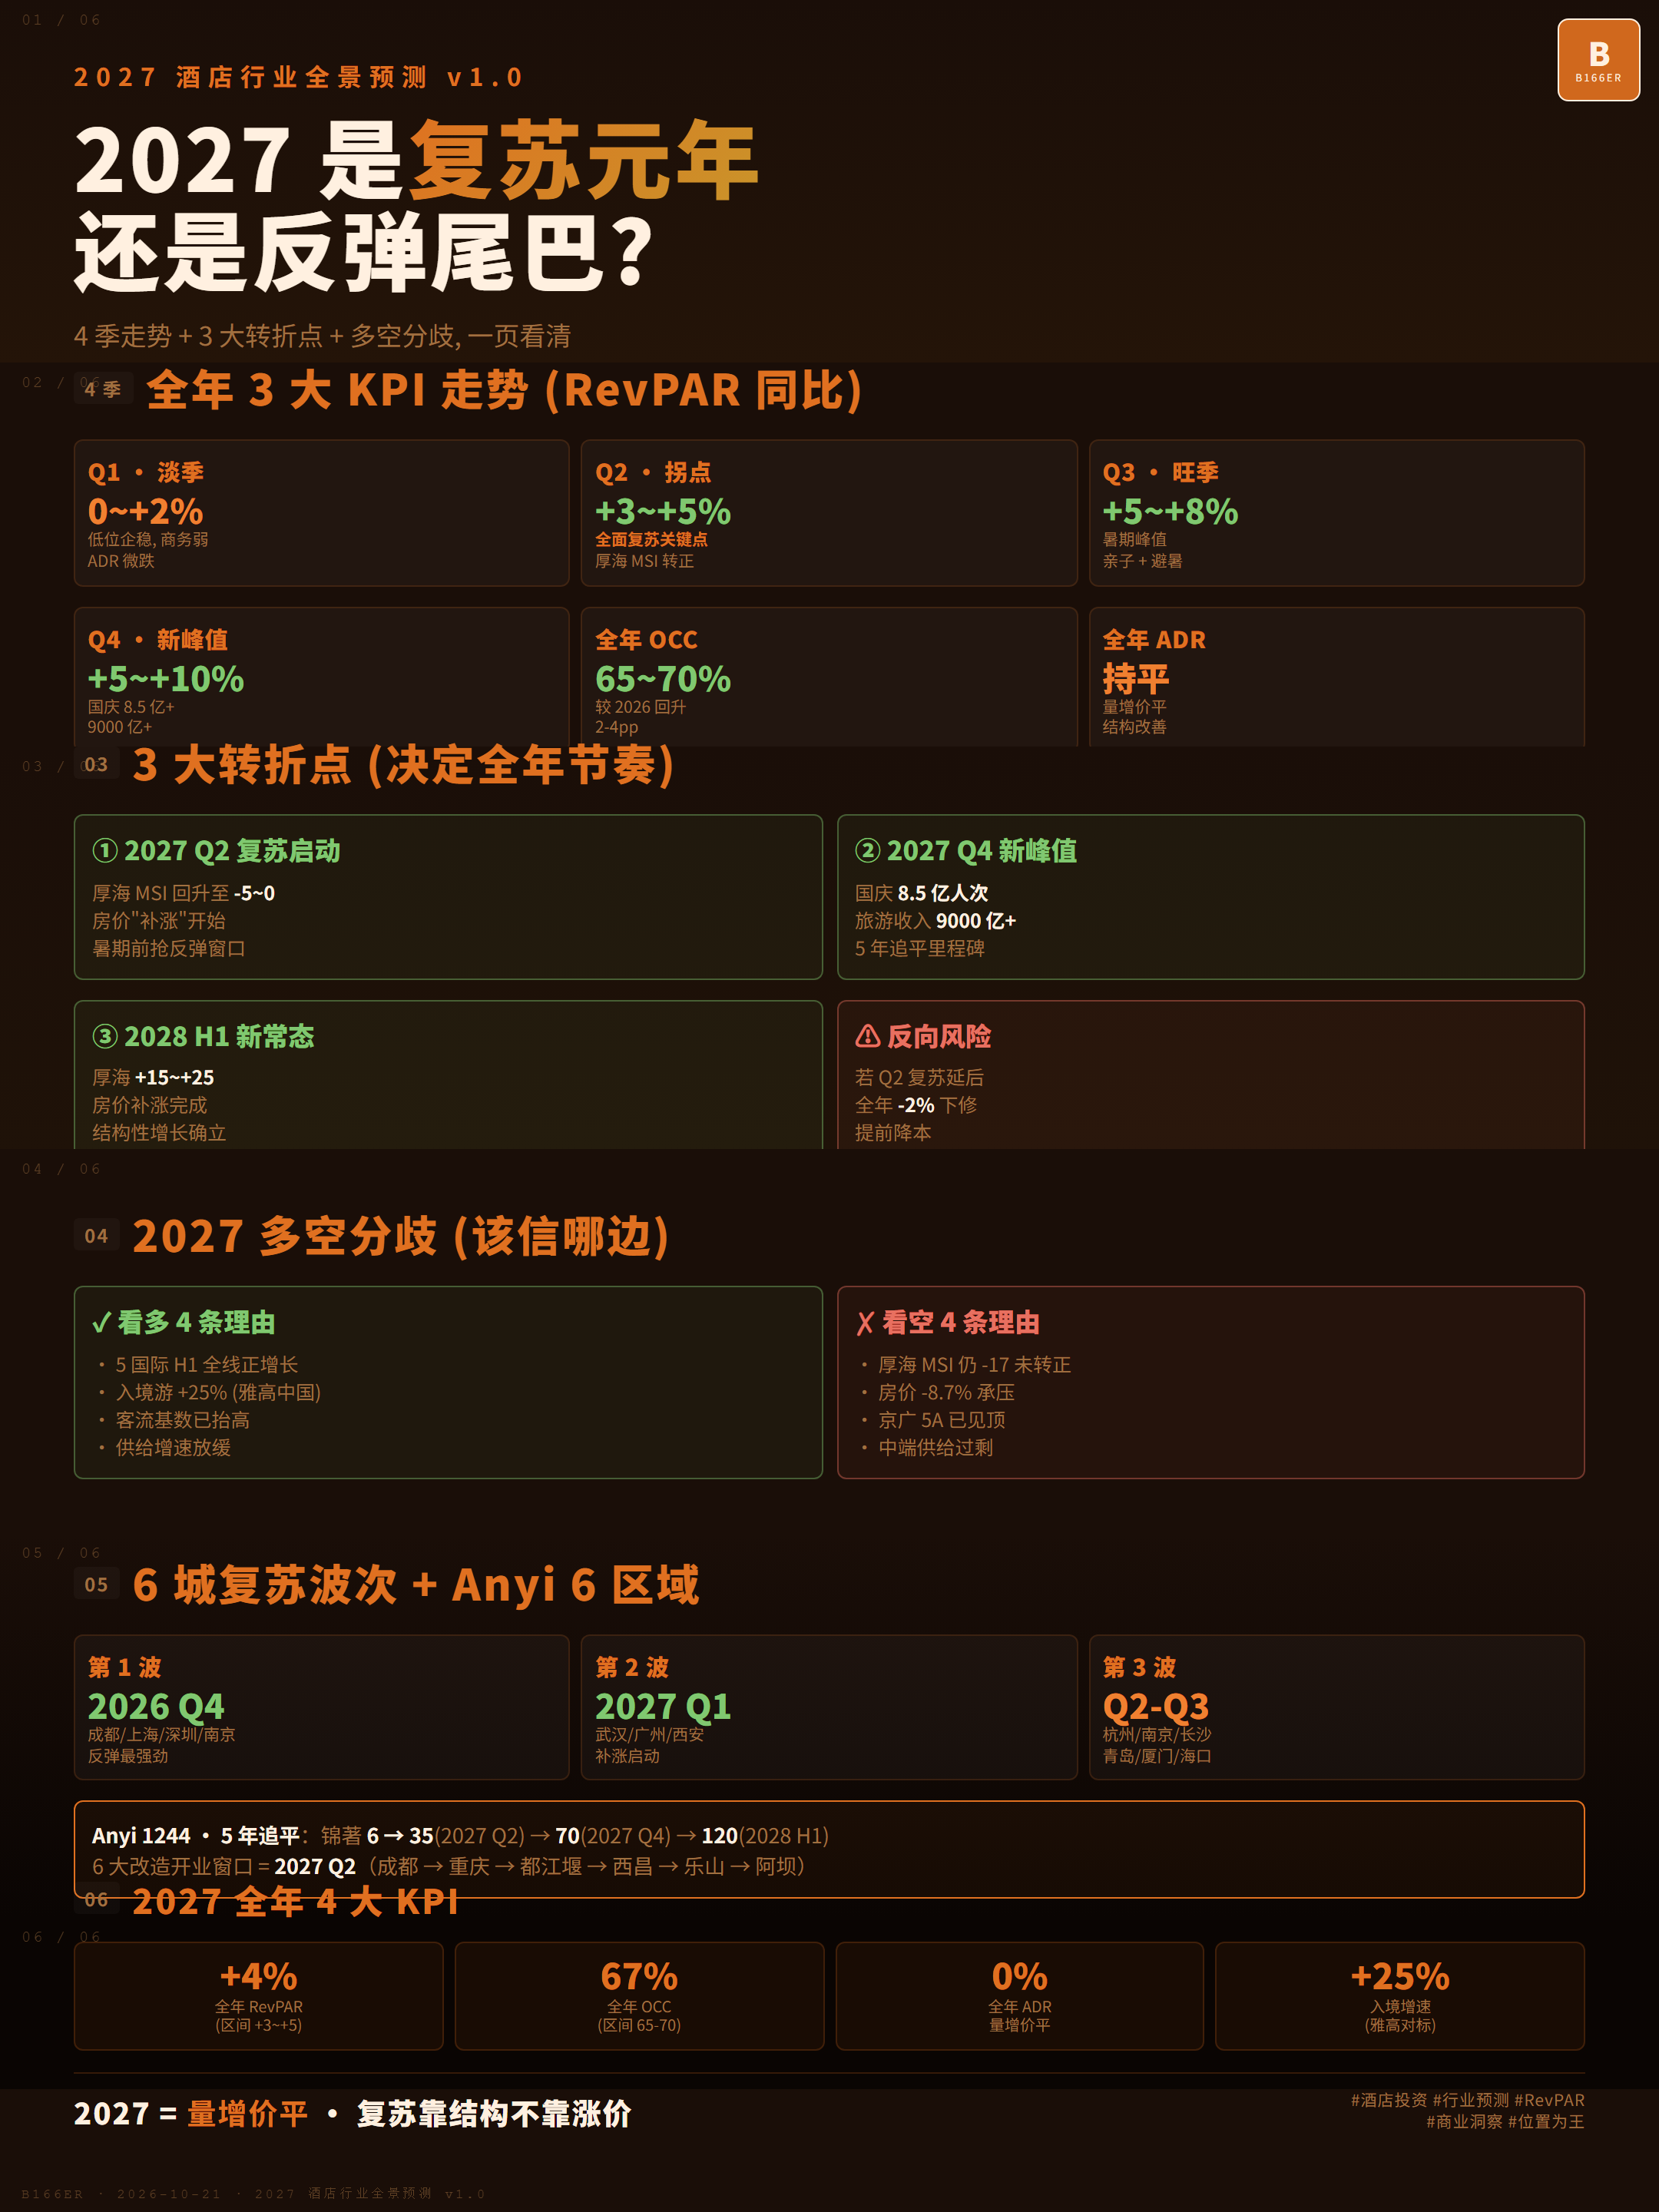 01 / 06
B
B166ER
2027 酒店行业全景预测 v1.0
2027 是复苏元年
还是反弹尾巴?
4 季走势 + 3 大转折点 + 多空分歧, 一页看清
02 / 06
4 季 全年 3 大 KPI 走势 (RevPAR 同比)
Q1 · 淡季
0~+2%
低位企稳, 商务弱
ADR 微跌
Q2 · 拐点
+3~+5%
全面复苏关键点
厚海 MSI 转正
Q3 · 旺季
+5~+8%
暑期峰值
亲子 + 避暑
Q4 · 新峰值
+5~+10%
国庆 8.5 亿+
9000 亿+
全年 OCC
65~70%
较 2026 回升
2-4pp
全年 ADR
持平
量增价平
结构改善
03 /
03 3 大转折点 (决定全年节奏)
① 2027 Q2 复苏启动
厚海 MSI 回升至 -5~0
房价"补涨"开始
暑期前抢反弹窗口
② 2027 Q4 新峰值
国庆 8.5 亿人次
旅游收入 9000 亿+
5 年追平里程碑
③ 2028 H1 新常态
厚海 +15~+25
房价补涨完成
结构性增长确立
⚠ 反向风险
若 Q2 复苏延后
全年 -2% 下修
提前降本
04 / 06
04 2027 多空分歧 (该信哪边)
✓ 看多 4 条理由
· 5 国际 H1 全线正增长
· 入境游 +25% (雅高中国)
· 客流基数已抬高
· 供给增速放缓
✗ 看空 4 条理由
· 厚海 MSI 仍 -17 未转正
· 房价 -8.7% 承压
· 京广 5A 已见顶
· 中端供给过剩
05 / 06
05 6 城复苏波次 + Anyi 6 区域
第 1 波
2026 Q4
成都/上海/深圳/南京
反弹最强劲
第 2 波
2027 Q1
武汉/广州/西安
补涨启动
第 3 波
Q2-Q3
杭州/南京/长沙
青岛/厦门/海口
Anyi 1244 · 5 年追平: 锦著 6 → 35(2027 Q2) → 70(2027 Q4) → 120(2028 H1)
6 大改造开业窗口 = 2027 Q2（成都 → 重庆 → 都江堰 → 西昌 → 乐山 → 阿坝）
06 2027 全年 4 大 KPI
06 / 06
+4%
全年 RevPAR
(区间 +3~+5)
67%
全年 OCC
(区间 65-70)
0%
全年 ADR
量增价平
+25%
入境增速
(雅高对标)
2027 = 量增价平 · 复苏靠结构不靠涨价
#酒店投资 #行业预测 #RevPAR
#商业洞察 #位置为王
B166ER · 2026-10-21 · 2027 酒店行业全景预测 v1.0